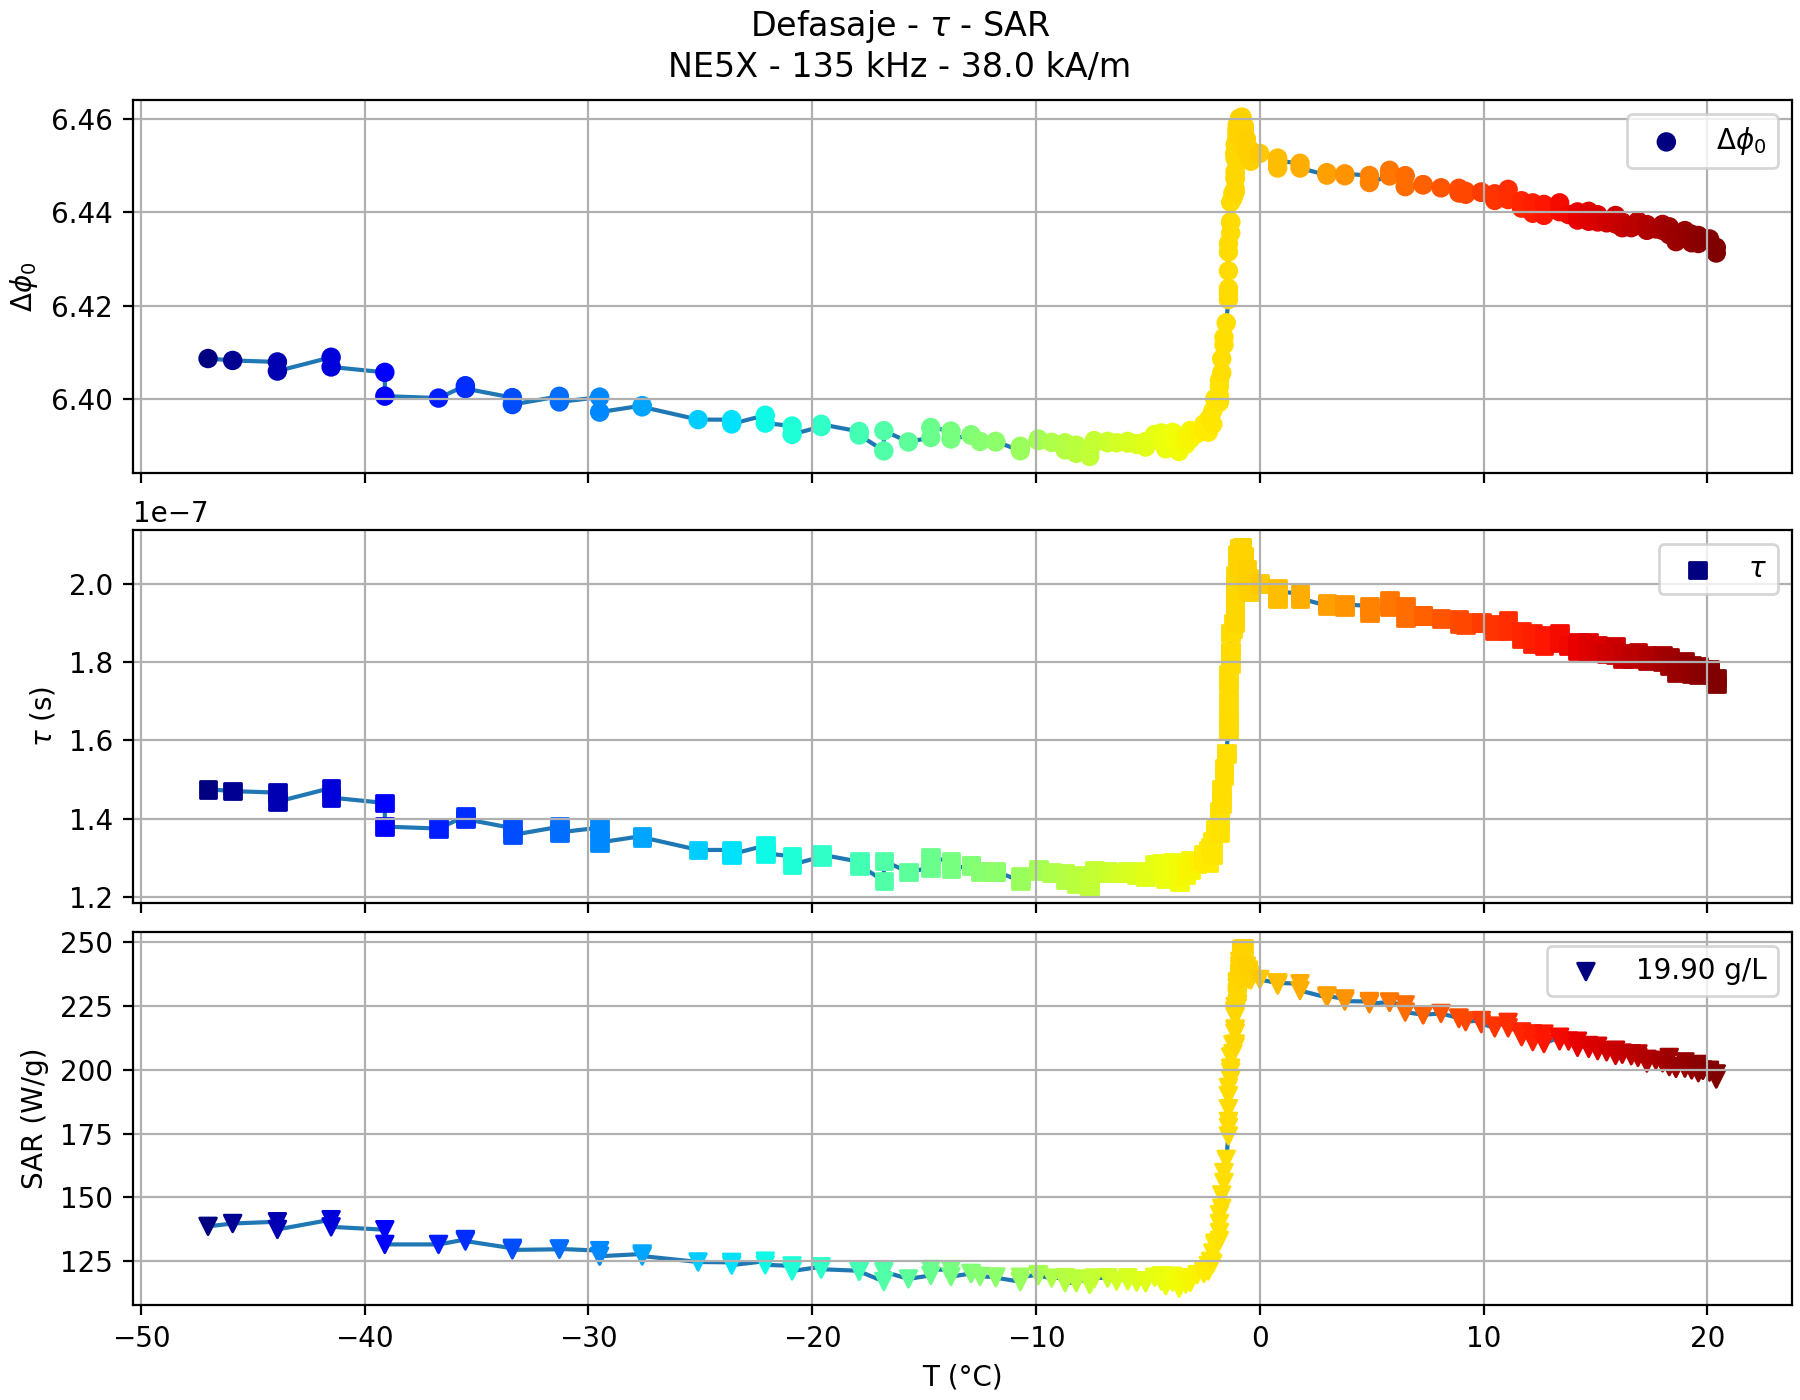 Defasaje - τ - SAR
NE5X - 135 kHz - 38.0 kA/m
6.46
6.44
6.42
6.40
Δϕ₀
Δϕ₀
1e−7
2.0
1.8
1.6
1.4
1.2
τ (s)
τ
250
225
200
175
150
125
SAR (W/g)
19.90 g/L
−50 −40 −30 −20 −10 0 10 20
T (°C)